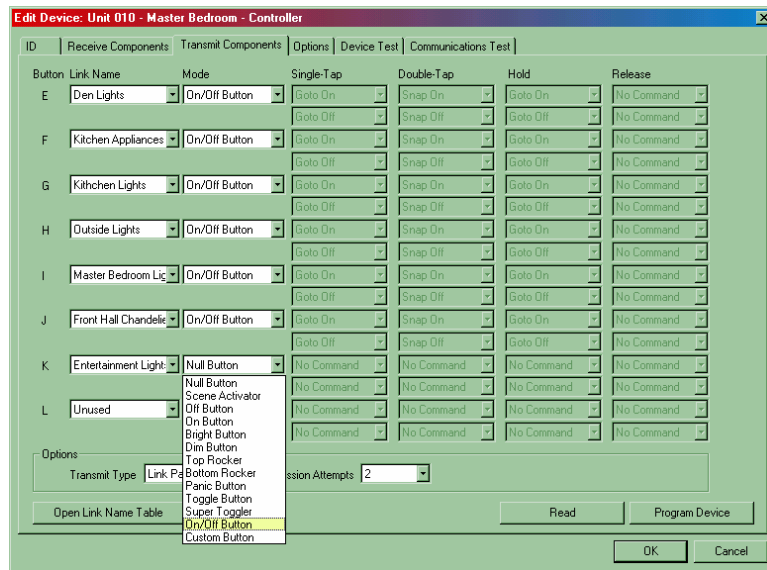 Edit Device: Unit 010 - Master Bedroom - Controller
ID Receive Components Transmit Components Options Device Test Communications Test
Button Link Name Mode Single-Tap Double-Tap Hold Release
E Den Lights On/Off Button Goto On Snap On Goto On No Command
Goto Off Snap Off Goto Off No Command
F Kitchen Appliances On/Off Button Goto On Snap On Goto On No Command
Goto Off Snap Off Goto Off No Command
G Kithchen Lights On/Off Button Goto On Snap On Goto On No Command
Goto Off Snap Off Goto Off No Command
H Outside Lights On/Off Button Goto On Snap On Goto On No Command
Goto Off Snap Off Goto Off No Command
I Master Bedroom Lig On/Off Button Goto On Snap On Goto On No Command
Goto Off Snap Off Goto Off No Command
J Front Hall Chandelie On/Off Button Goto On Snap On Goto On No Command
Goto Off Snap Off Goto Off No Command
K Entertainment Light Null Button No Command No Command No Command No Command
No Command No Command No Command No Command
L Unused No Command No Command No Command No Command
No Command No Command No Command No Command
Null Button
Scene Activator
Off Button
On Button
Bright Button
Dim Button
Top Rocker
Bottom Rocker
Panic Button
Toggle Button
Super Toggler
On/Off Button
Custom Button
Options
Transmit Type Link Pa ssion Attempts 2
Open Link Name Table Read Program Device
OK Cancel